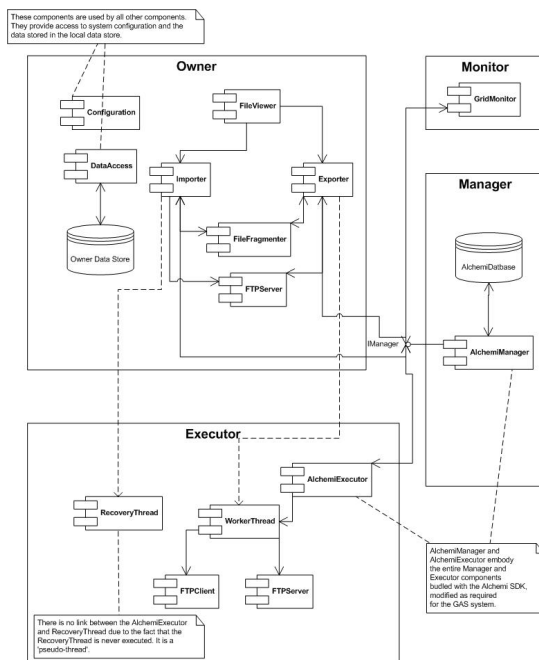 These components are used by all other components.
They provide access to system configuration and the
data stored in the local data store.
Owner
Configuration
FileViewer
DataAccess
Importer
Exporter
FileFragmenter
Owner Data Store
FTPServer
Monitor
GridMonitor
Manager
AlchemiDatbase
IManager
AlchemiManager
Executor
AlchemiExecutor
RecoveryThread
WorkerThread
FTPClient
FTPServer
AlchemiManager and
AlchemiExecutor embody
the entire Manager and
Executor components
budled with the Alchemi SDK,
modified as required
for the GAS system.
There is no link between the AlchemiExecutor
and RecoveryThread due to the fact that the
RecoveryThread is never executed. It is a
'pseudo-thread'.